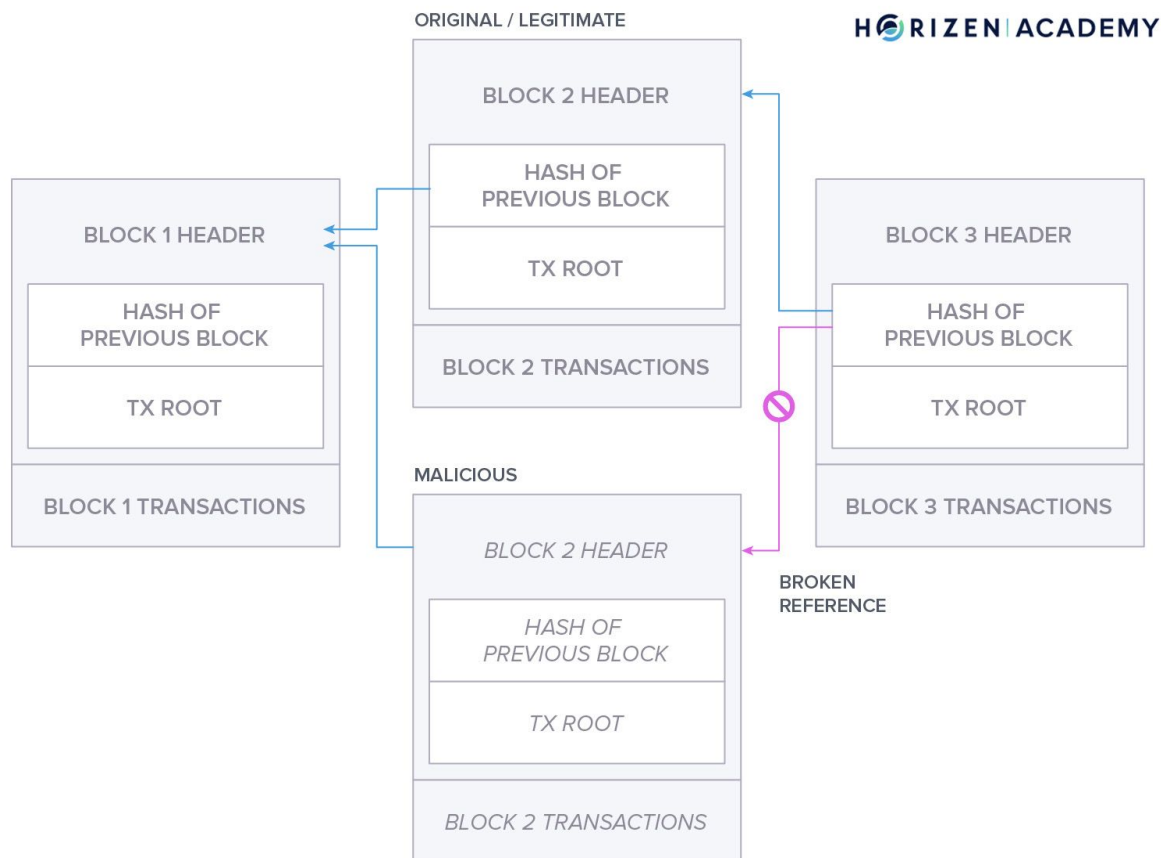 ORIGINAL / LEGITIMATE
HORIZEN ACADEMY
BLOCK 2 HEADER
HASH OF
PREVIOUS BLOCK
TX ROOT
BLOCK 2 TRANSACTIONS
BLOCK 1 HEADER
HASH OF
PREVIOUS BLOCK
TX ROOT
BLOCK 1 TRANSACTIONS
BLOCK 3 HEADER
HASH OF
PREVIOUS BLOCK
TX ROOT
BLOCK 3 TRANSACTIONS
MALICIOUS
BLOCK 2 HEADER
HASH OF
PREVIOUS BLOCK
TX ROOT
BLOCK 2 TRANSACTIONS
BROKEN
REFERENCE